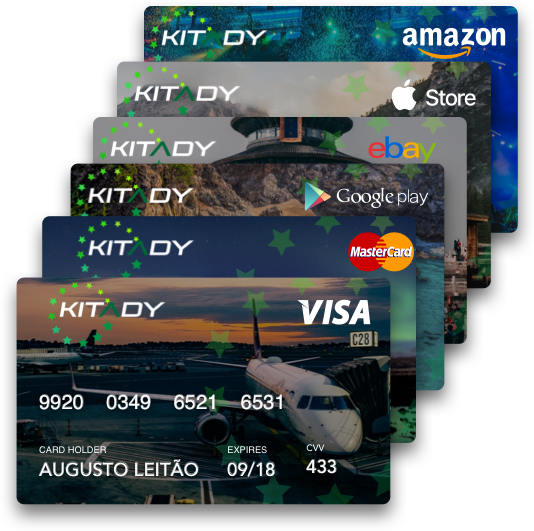 KITADY amazon
KITADY Store
KITADY ebay
KITADY Google play
KITADY MasterCard
KITADY VISA
C28
9920 0349 6521 6531
CARD HOLDER EXPIRES CVV
AUGUSTO LEITÃO 09/18 433